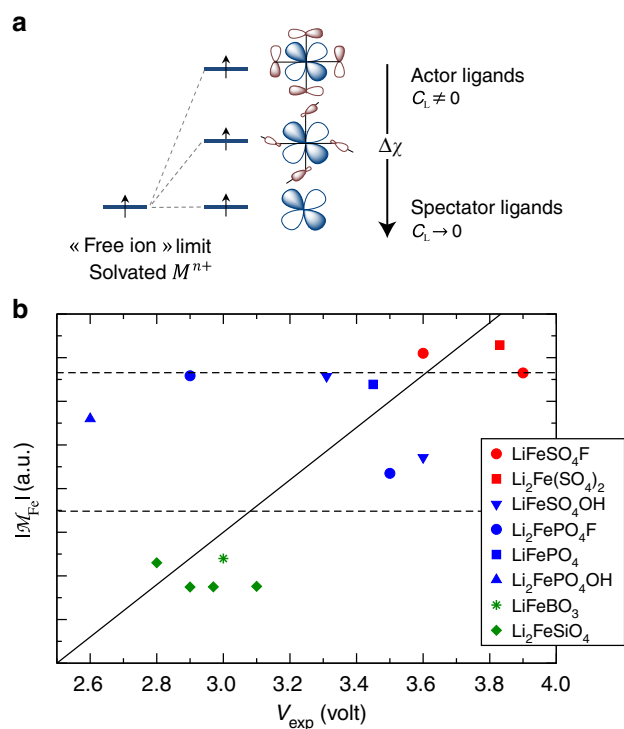 a
Actor ligands
C_L ≠ 0
Δχ
Spectator ligands
C_L → 0
« Free ion » limit
Solvated M^{n+}
b
|ℳ_Fe| (a.u.)
LiFeSO₄F
Li₂Fe(SO₄)₂
LiFeSO₄OH
Li₂FePO₄F
LiFePO₄
Li₂FePO₄OH
LiFeBO₃
Li₂FeSiO₄
2.6 2.8 3.0 3.2 3.4 3.6 3.8 4.0
V_exp (volt)